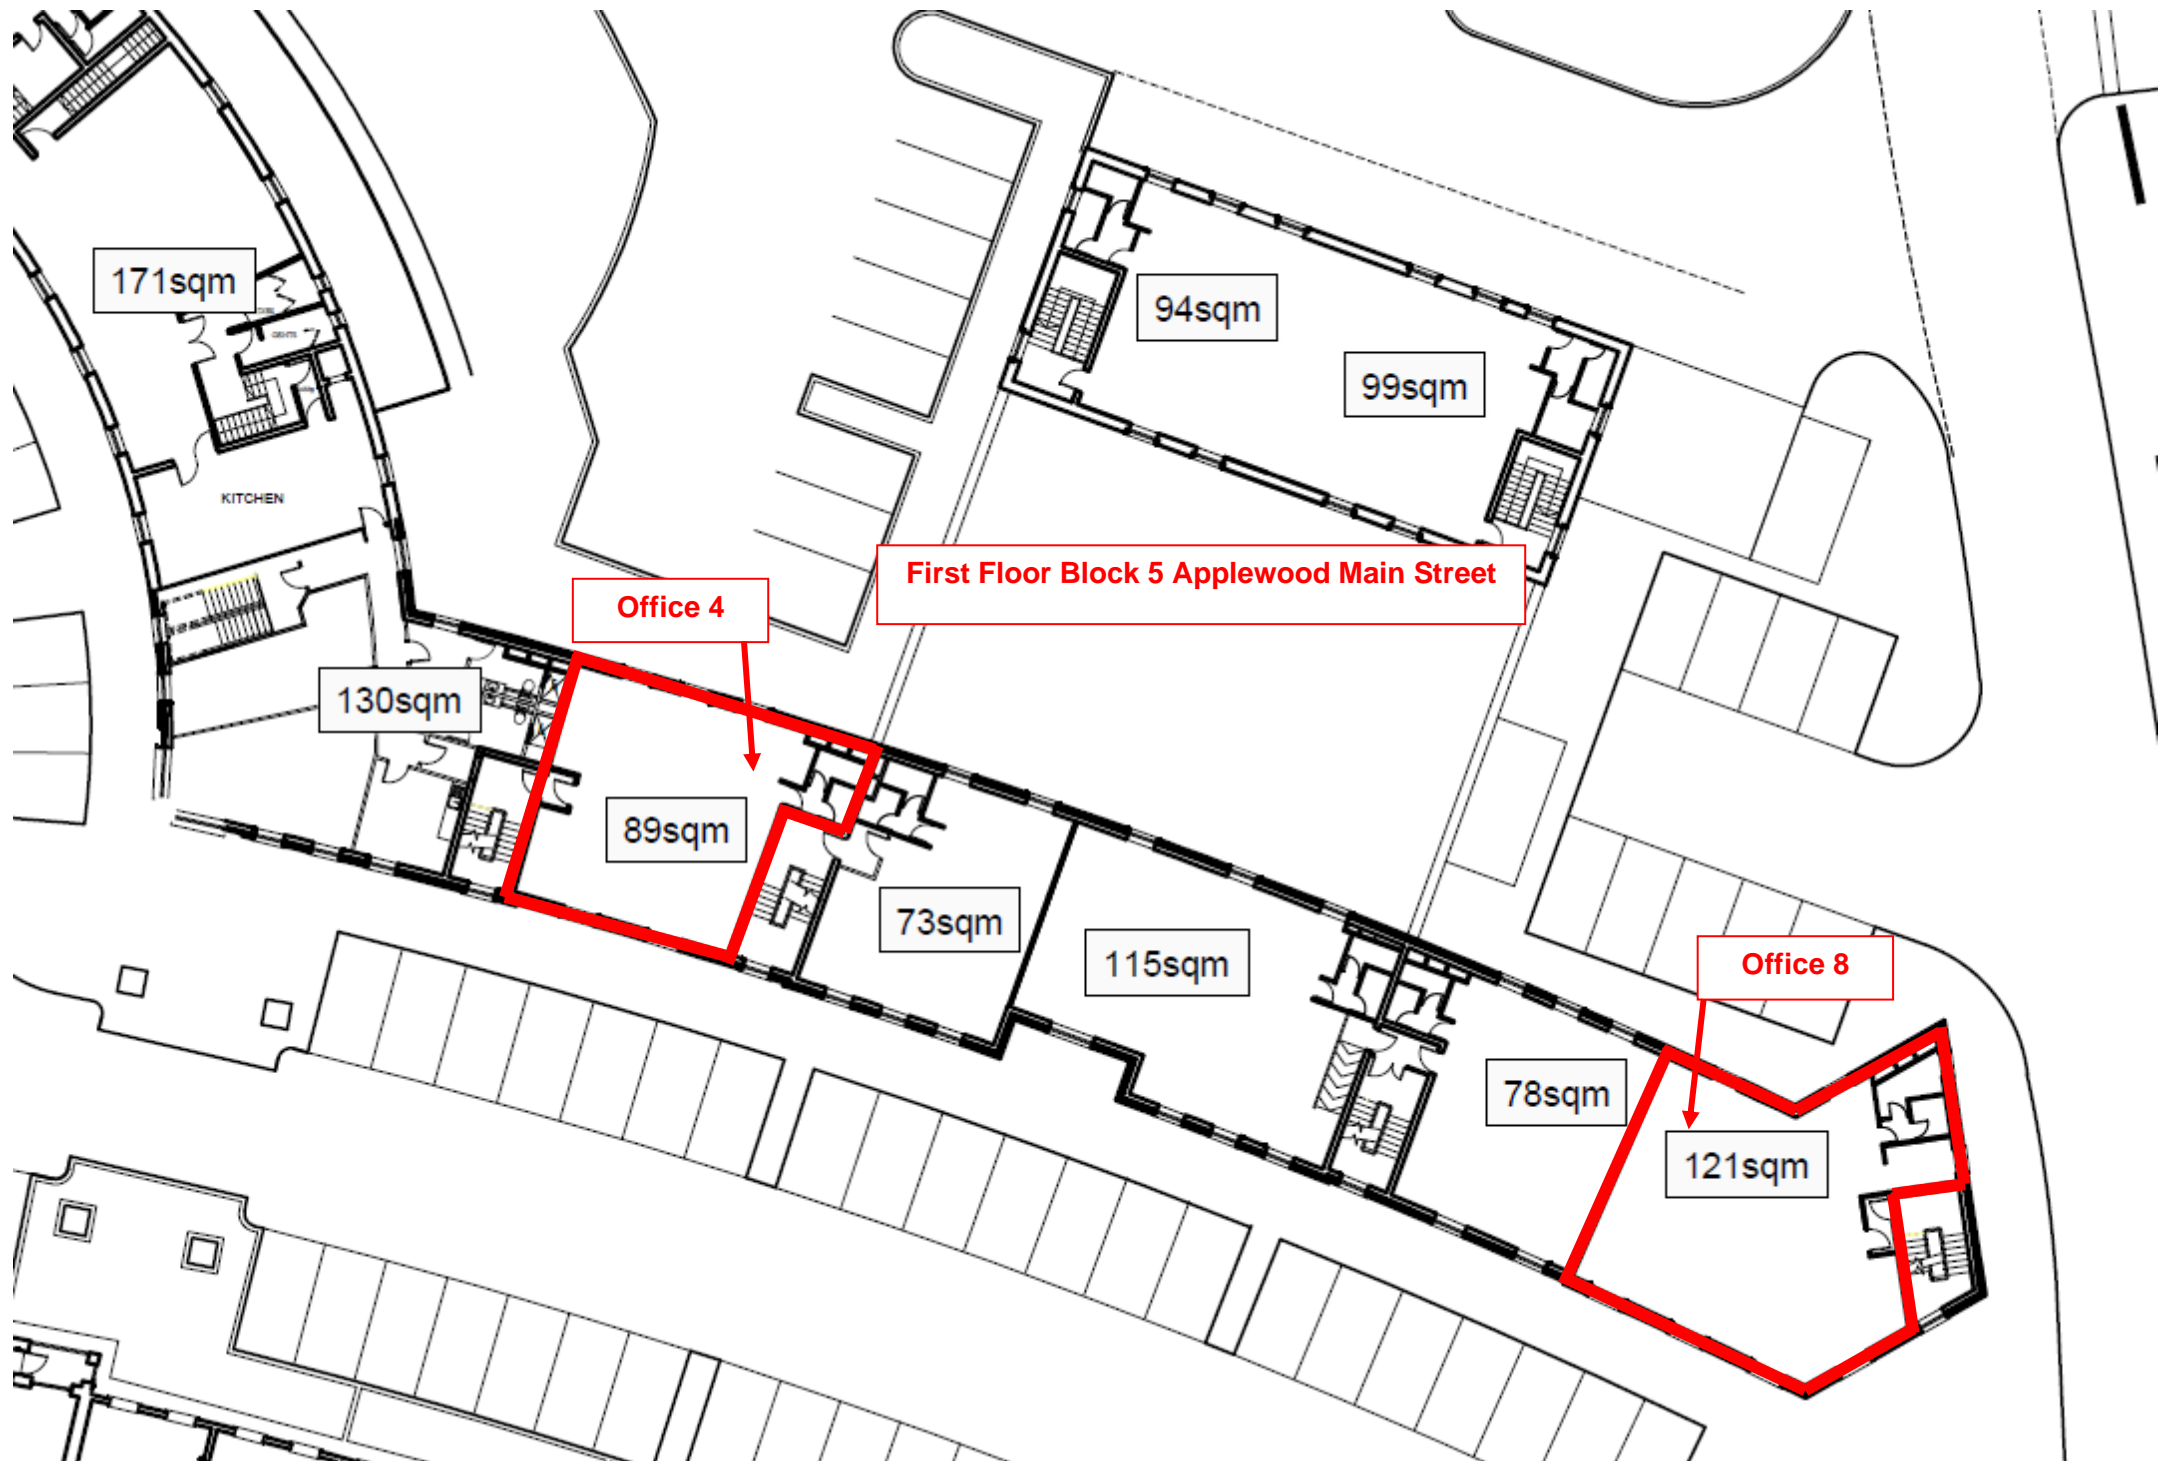 171sqm
94sqm
99sqm
KITCHEN
First Floor Block 5 Applewood Main Street
Office 4
130sqm
89sqm
73sqm
115sqm
Office 8
78sqm
121sqm